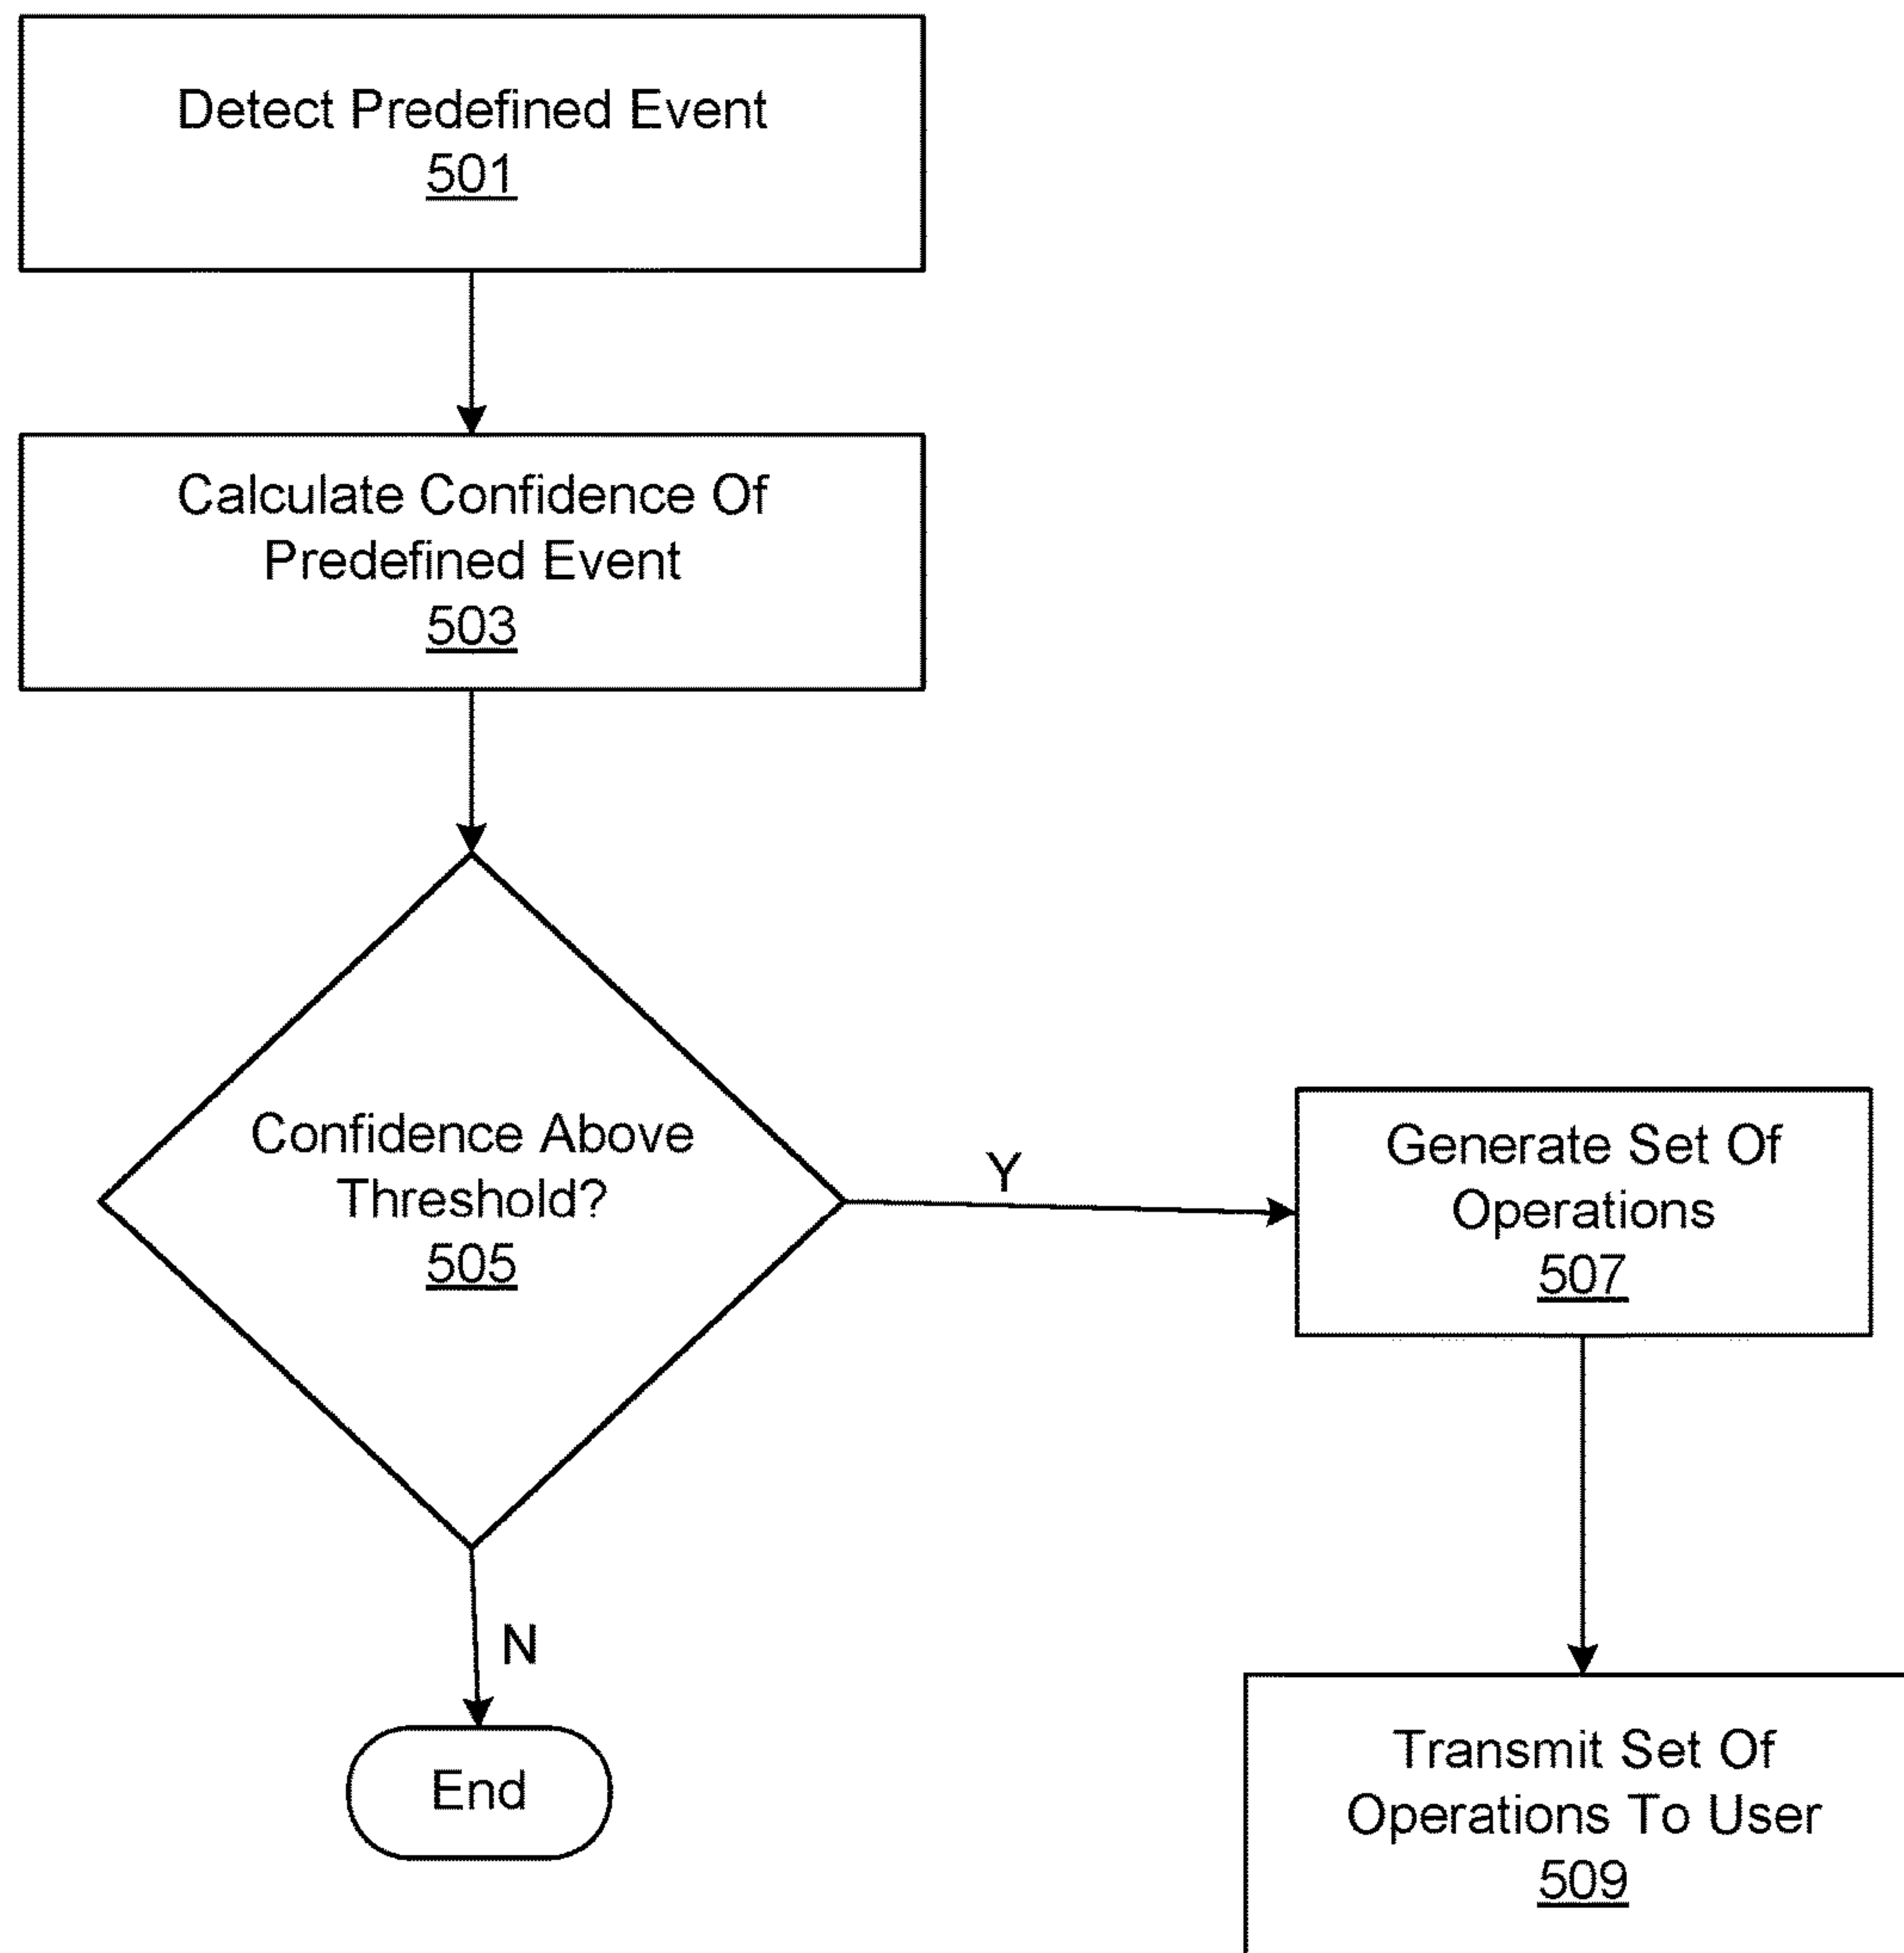 Detect Predefined Event
501
Calculate Confidence Of
Predefined Event
503
Confidence Above
Threshold?
505
Y
Generate Set Of
Operations
507
N
End
Transmit Set Of
Operations To User
509